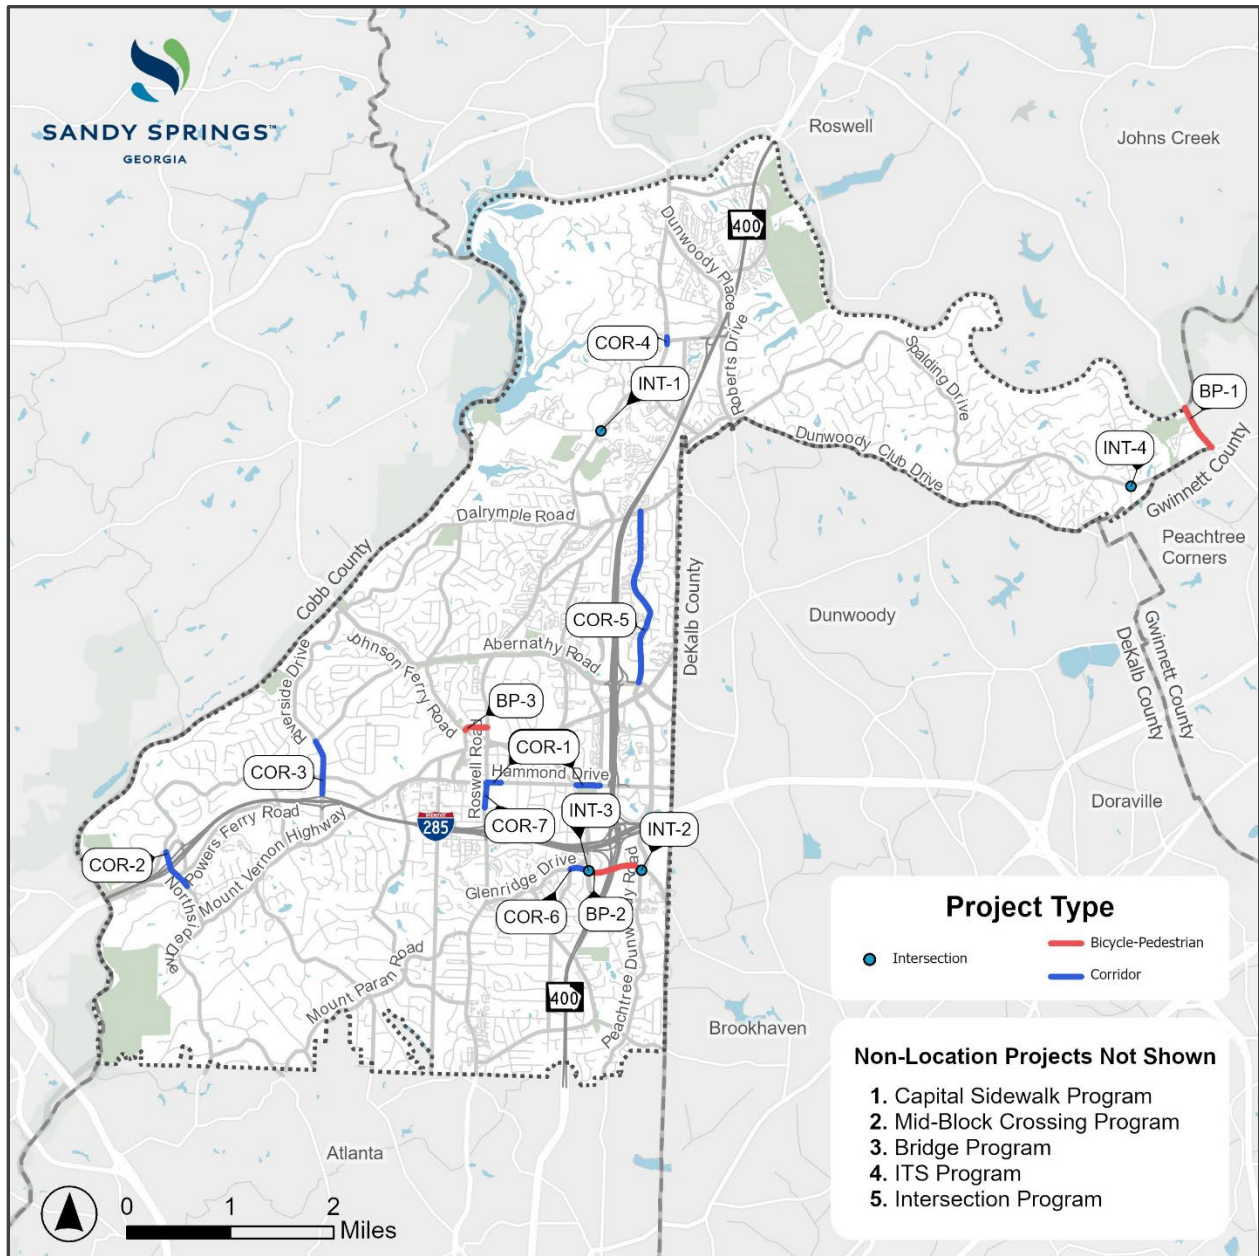 SANDY SPRINGS™
GEORGIA
Roswell
Johns Creek
400
Dunwoody Place
COR-4
Roberts Drive
Spalding Drive
INT-1
BP-1
Dunwoody Club Drive
INT-4
Gwinnett County
Dalrymple Road
Peachtree
Corners
Cobb County
DeKalb County
Dunwoody
COR-5
Abernathy Road
Johnson Ferry Road
Riverside Drive
DeKalb County
Gwinnett County
BP-3
Roswell Road
COR-1
COR-3
Hammond Drive
INT-3
Doraville
Powers Ferry Road
INTERSTATE
285
COR-7
INT-2
COR-2
Mount Vernon Highway
Glenridge Drive
Northside Drive
COR-6
BP-2
Peachtree Dunwoody Road
Mount Paran Road
400
Brookhaven
Atlanta
Project Type
Intersection
Bicycle-Pedestrian
Corridor
Non-Location Projects Not Shown
1. Capital Sidewalk Program
2. Mid-Block Crossing Program
3. Bridge Program
4. ITS Program
5. Intersection Program
0 1 2
Miles